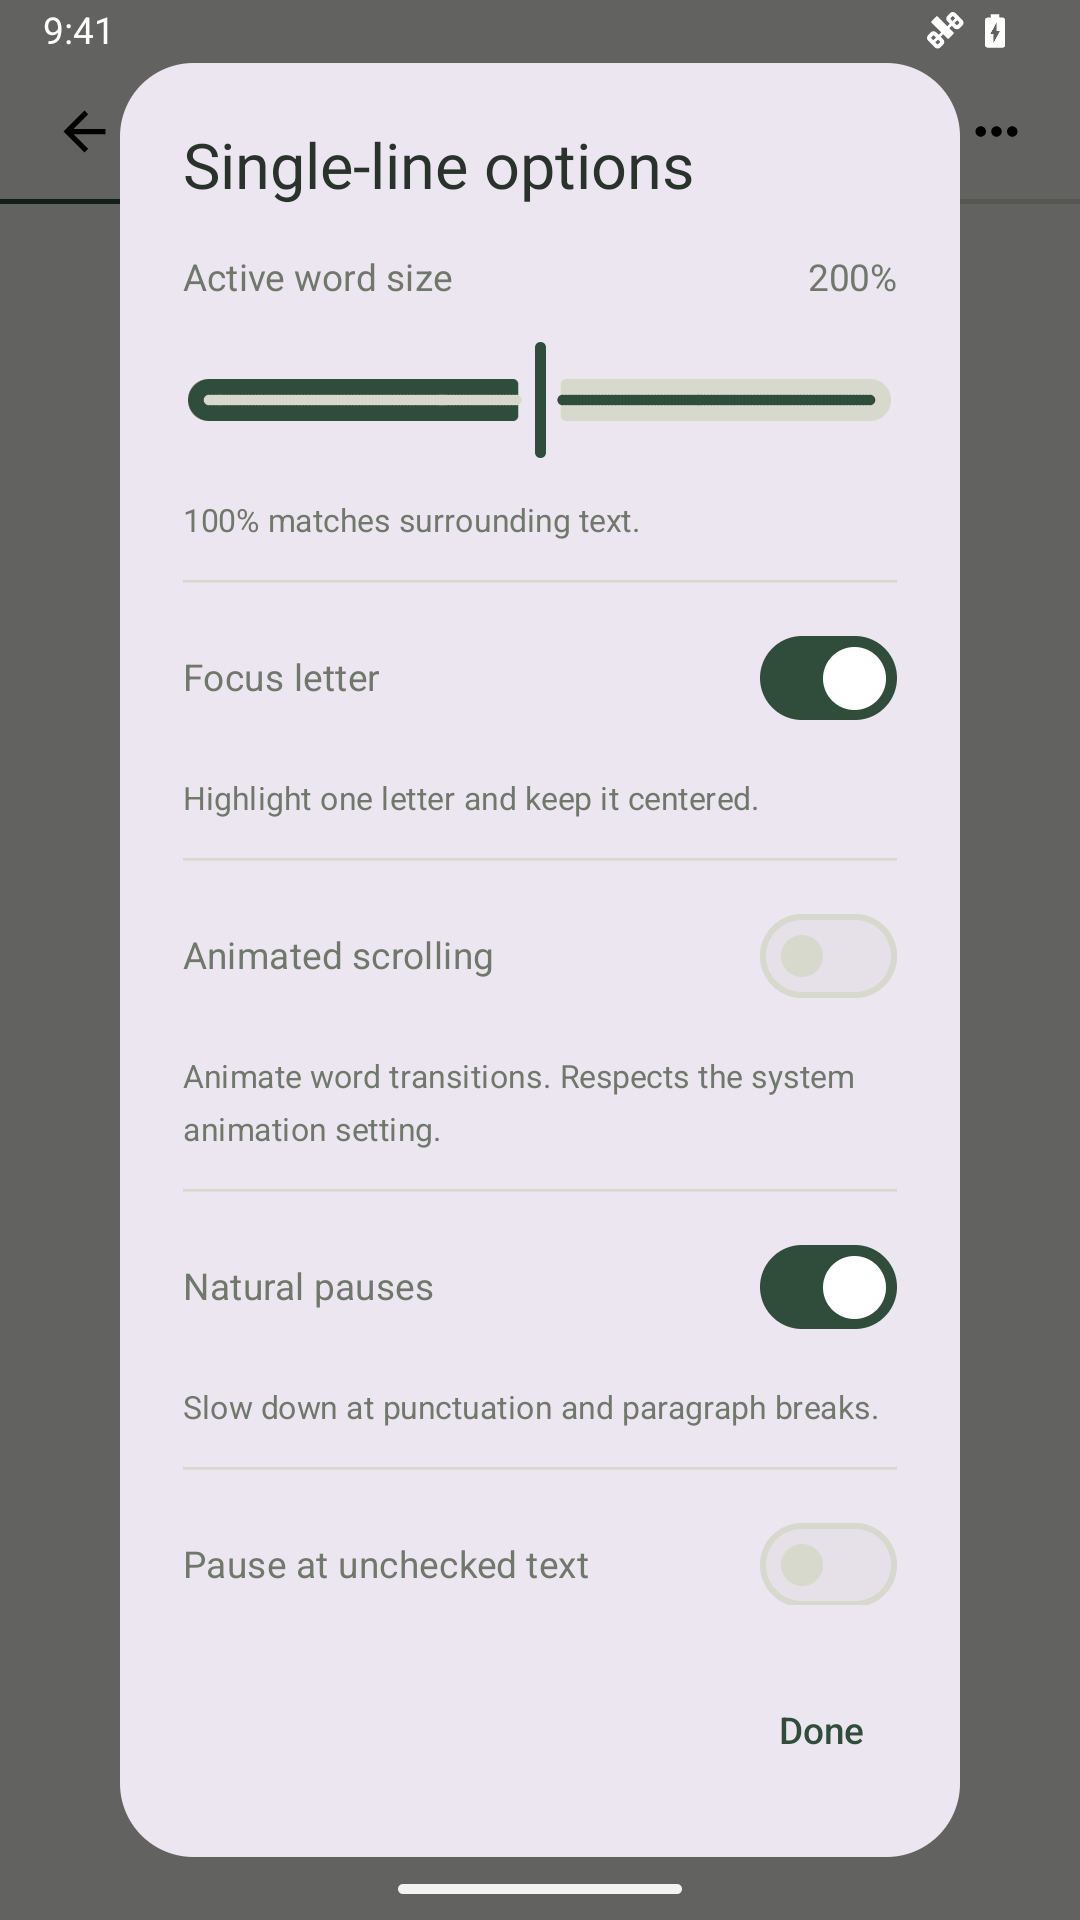 9:41
Single-line options
Active word size 200%
100% matches surrounding text.
Focus letter
Highlight one letter and keep it centered.
Animated scrolling
Animate word transitions. Respects the system
animation setting.
Natural pauses
Slow down at punctuation and paragraph breaks.
Pause at unchecked text
Done